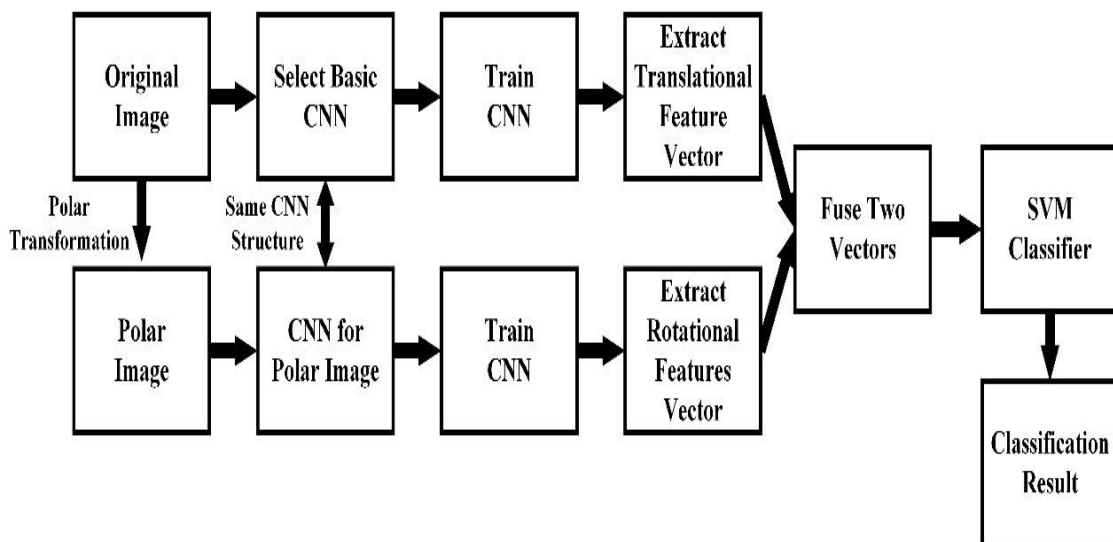 Original
Image
Select Basic
CNN
Train
CNN
Extract
Translational
Feature
Vector
Polar
Transformation
Same CNN
Structure
Fuse Two
Vectors
SVM
Classifier
Polar
Image
CNN for
Polar Image
Train
CNN
Extract
Rotational
Features
Vector
Classification
Result